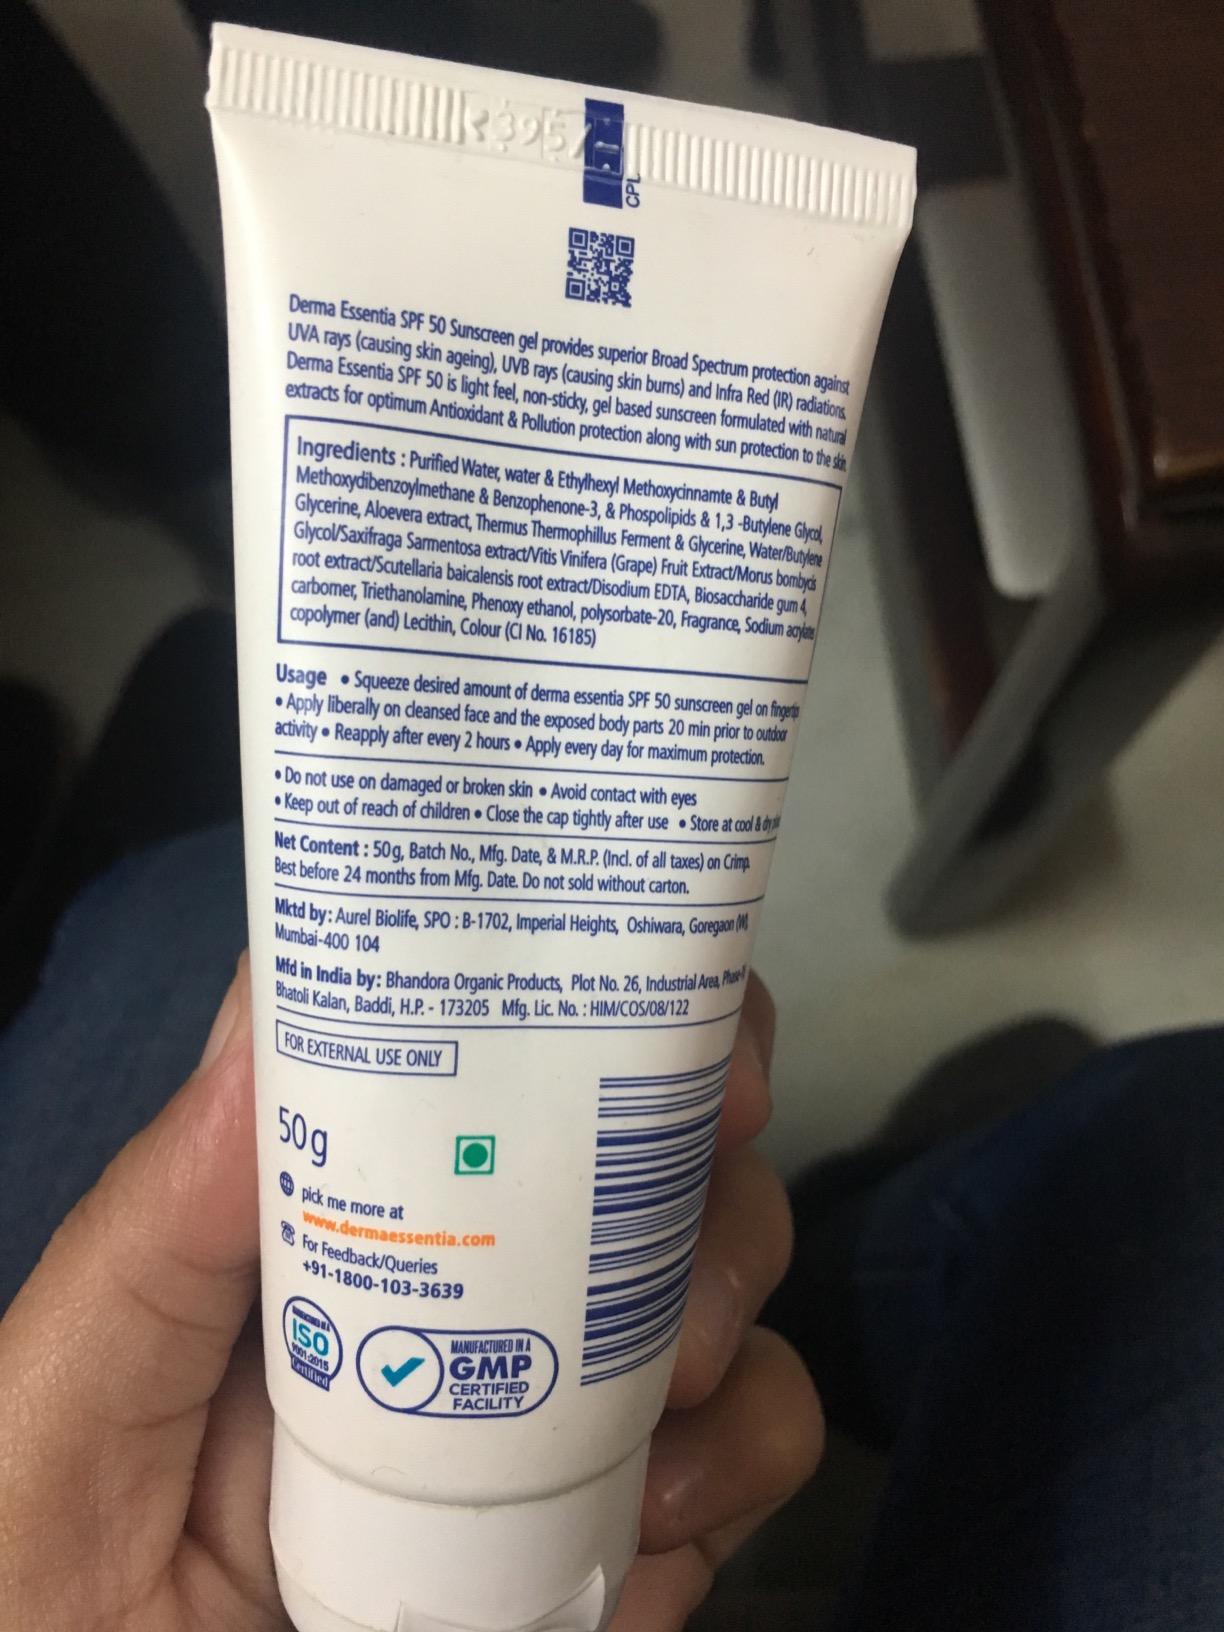 CPL
Derma Essentia SPF 50 Sunscreen gel provides superior Broad Spectrum protection against
UVA rays (causing skin ageing), UVB rays (causing skin burns) and Infra Red (IR) radiations.
Derma Essentia SPF 50 is light feel, non-sticky, gel based sunscreen formulated with natural
extracts for optimum Antioxidant & Pollution protection along with sun protection to the skin
Ingredients : Purified Water, water & Ethylhexyl Methoxycinnamte & Butyl
Methoxydibenzoylmethane & Benzophenone-3, & Phospolipids & 1,3 -Butylene Glycol,
Glycerine, Aloevera extract, Thermus Thermophillus Ferment & Glycerine, Water/Butylene
Glycol/Saxifraga Sarmentosa extract/Vitis Vinifera (Grape) Fruit Extract/Morus bombycis
root extract/Scutellaria baicalensis root extract/Disodium EDTA, Biosaccharide gum 4,
carbomer, Triethanolamine, Phenoxy ethanol, polysorbate-20, Fragrance, Sodium acrylates
copolymer (and) Lecithin, Colour (CI No. 16185)
Usage • Squeeze desired amount of derma essentia SPF 50 sunscreen gel on fingertip
• Apply liberally on cleansed face and the exposed body parts 20 min prior to outdoor
activity • Reapply after every 2 hours • Apply every day for maximum protection.
• Do not use on damaged or broken skin • Avoid contact with eyes
• Keep out of reach of children • Close the cap tightly after use • Store at cool & dry
Net Content : 50g, Batch No., Mfg. Date, & M.R.P. (Incl. of all taxes) on Crimp.
Best before 24 months from Mfg. Date. Do not sold without carton.
Mktd by: Aurel Biolife, SPO : B-1702, Imperial Heights, Oshiwara, Goregaon (W),
Mumbai-400 104
Mfd in India by: Bhandora Organic Products, Plot No. 26, Industrial Area,
Bhatoli Kalan, Baddi, H.P. - 173205 Mfg. Lic. No. : HIM/COS/08/122
FOR EXTERNAL USE ONLY
50g
pick me more at
www.dermaessentia.com
For Feedback/Queries
+91-1800-103-3639
ISO
9001:2015
Certified
MANUFACTURED IN A
GMP
CERTIFIED
FACILITY